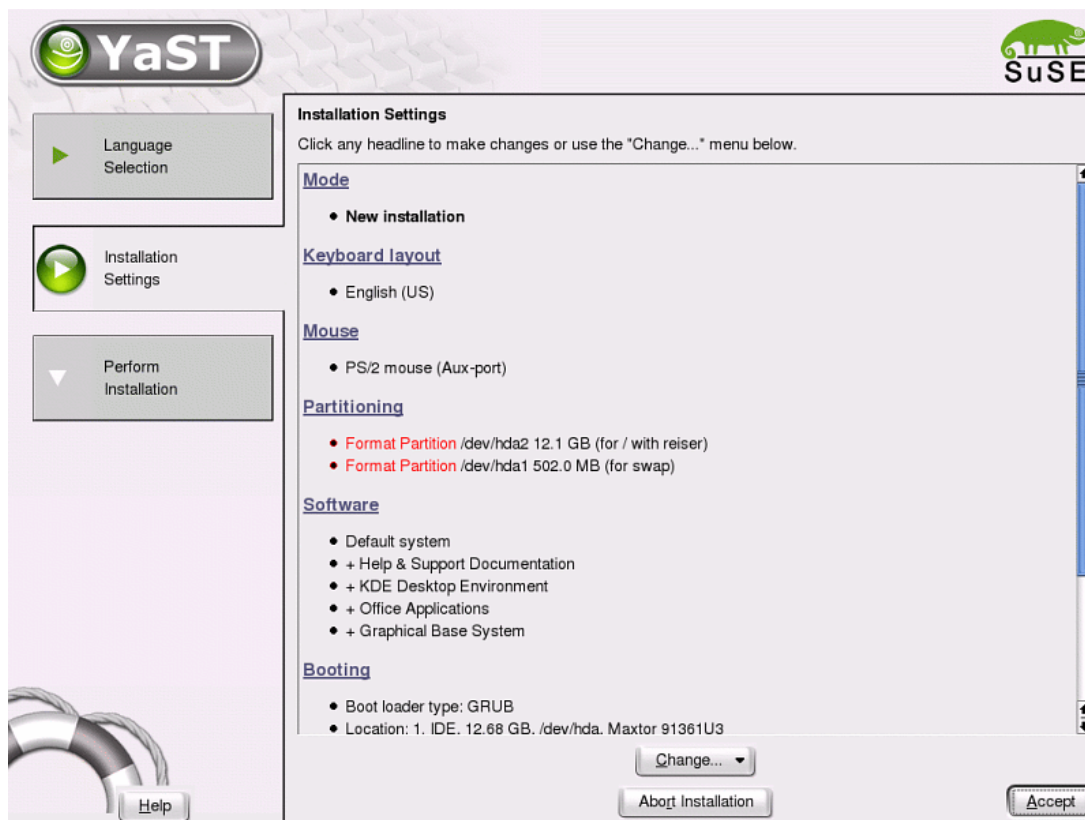 YaST
SuSE
Language
Selection
Installation
Settings
Perform
Installation
Help
Installation Settings
Click any headline to make changes or use the "Change..." menu below.
Mode
New installation
Keyboard layout
English (US)
Mouse
PS/2 mouse (Aux-port)
Partitioning
Format Partition /dev/hda2 12.1 GB (for / with reiser)
Format Partition /dev/hda1 502.0 MB (for swap)
Software
Default system
+ Help & Support Documentation
+ KDE Desktop Environment
+ Office Applications
+ Graphical Base System
Booting
Boot loader type: GRUB
Location: 1. IDE, 12.68 GB, /dev/hda, Maxtor 91361U3
Change...
Abort Installation
Accept